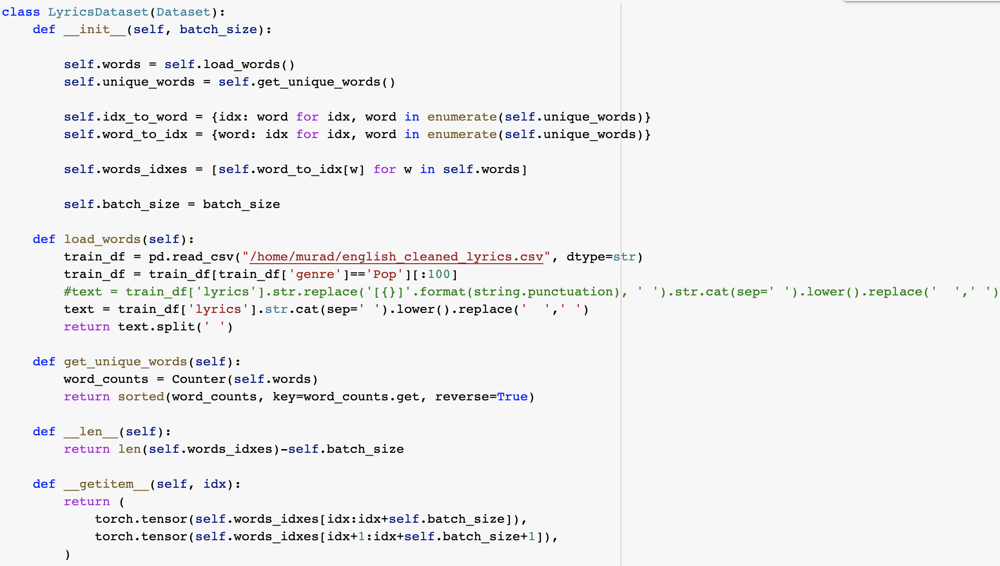 class LyricsDataset(Dataset):
    def __init__(self, batch_size):

        self.words = self.load_words()
        self.unique_words = self.get_unique_words()

        self.idx_to_word = {idx: word for idx, word in enumerate(self.unique_words)}
        self.word_to_idx = {word: idx for idx, word in enumerate(self.unique_words)}

        self.words_idxes = [self.word_to_idx[w] for w in self.words]

        self.batch_size = batch_size

    def load_words(self):
        train_df = pd.read_csv("/home/murad/english_cleaned_lyrics.csv", dtype=str)
        train_df = train_df[train_df['genre']=='Pop'][:100]
        #text = train_df['lyrics'].str.replace('[{}]'.format(string.punctuation), ' ').str.cat(sep=' ').lower().replace('  ',' ')
        text = train_df['lyrics'].str.cat(sep=' ').lower().replace('  ',' ')
        return text.split(' ')

    def get_unique_words(self):
        word_counts = Counter(self.words)
        return sorted(word_counts, key=word_counts.get, reverse=True)

    def __len__(self):
        return len(self.words_idxes)-self.batch_size

    def __getitem__(self, idx):
        return (
            torch.tensor(self.words_idxes[idx:idx+self.batch_size]),
            torch.tensor(self.words_idxes[idx+1:idx+self.batch_size+1]),
        )